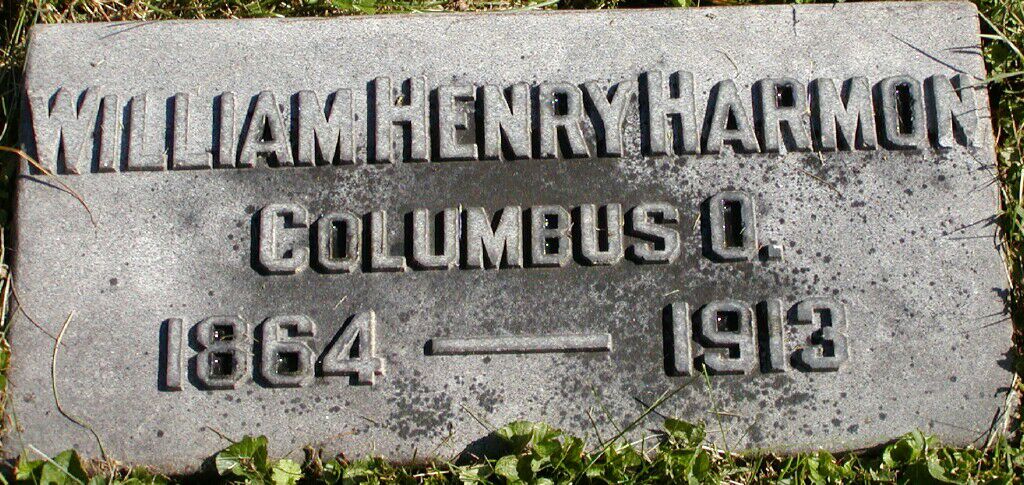 WILLIAM HENRY HARMON
COLUMBUS O.
1864 — 1913